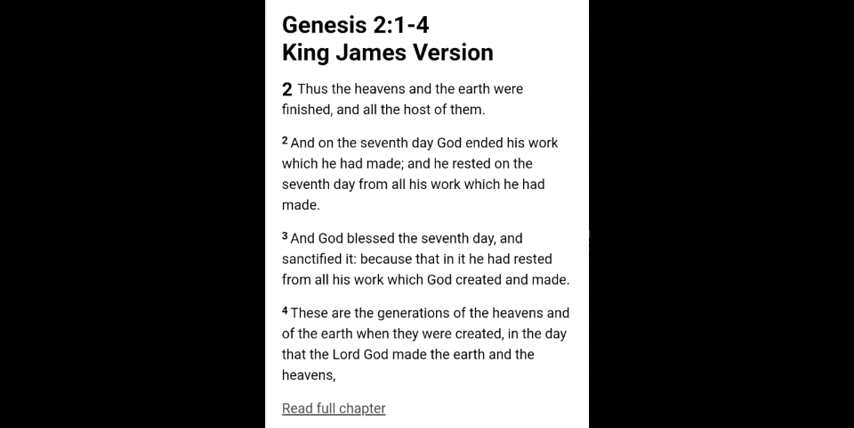 Genesis 2:1-4
King James Version
2 Thus the heavens and the earth were
finished, and all the host of them.
2 And on the seventh day God ended his work
which he had made; and he rested on the
seventh day from all his work which he had
made.
3 And God blessed the seventh day, and
sanctified it: because that in it he had rested
from all his work which God created and made.
4 These are the generations of the heavens and
of the earth when they were created, in the day
that the Lord God made the earth and the
heavens,
Read full chapter